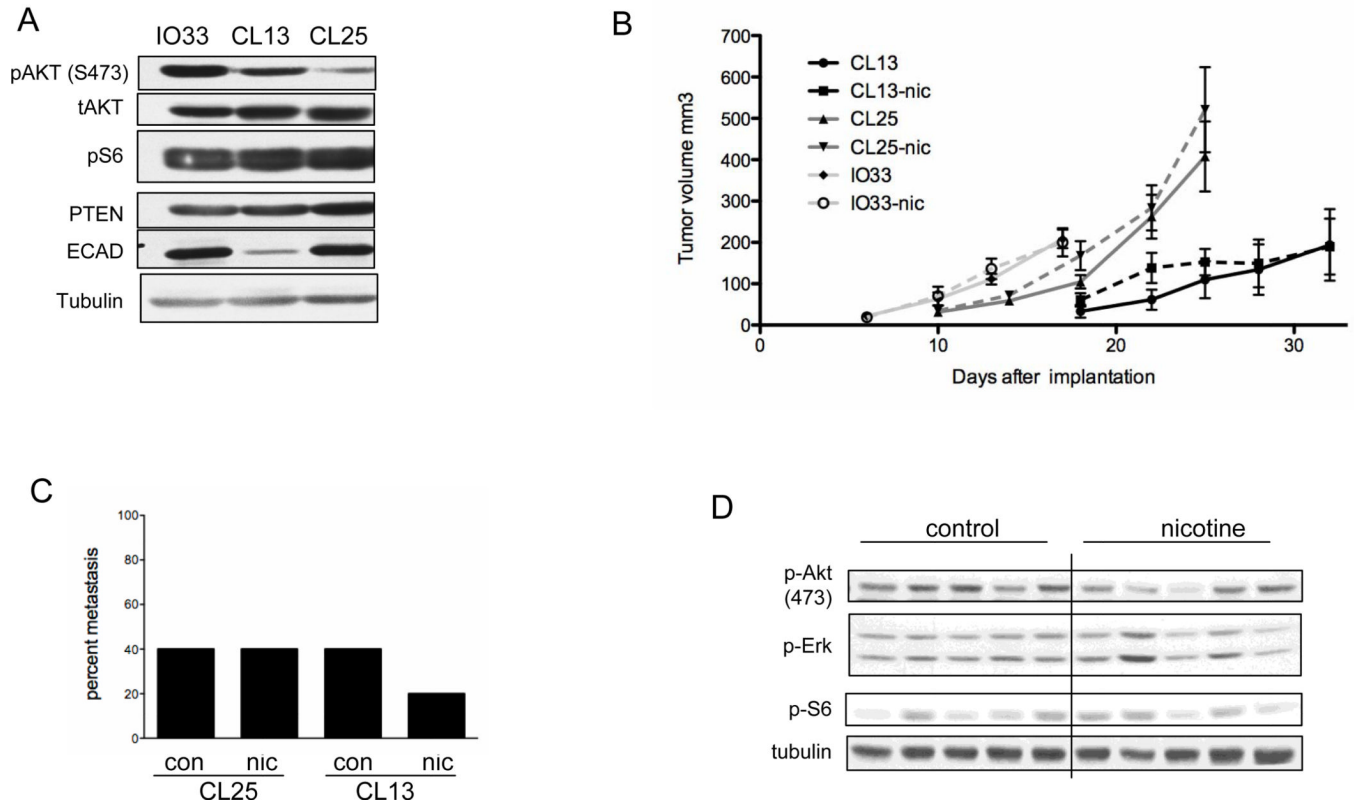 A
IO33 CL13 CL25
pAKT (S473)
tAKT
pS6
PTEN
ECAD
Tubulin
B
Tumor volume mm3
700
600
500
400
300
200
100
0
0 10 20 30
Days after implantation
CL13
CL13-nic
CL25
CL25-nic
IO33
IO33-nic
C
percent metastasis
100
80
60
40
20
0
con nic con nic
CL25 CL13
D
control nicotine
p-Akt
(473)
p-Erk
p-S6
tubulin